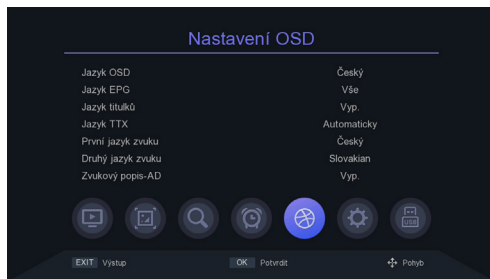 Nastavení OSD
Jazyk OSD Český
Jazyk EPG Vše
Jazyk titulků Vyp.
Jazyk TTX Automaticky
První jazyk zvuku Český
Druhý jazyk zvuku Slovakian
Zvukový popis-AD Vyp.
USB
EXIT Výstup OK Potvrdit Pohyb